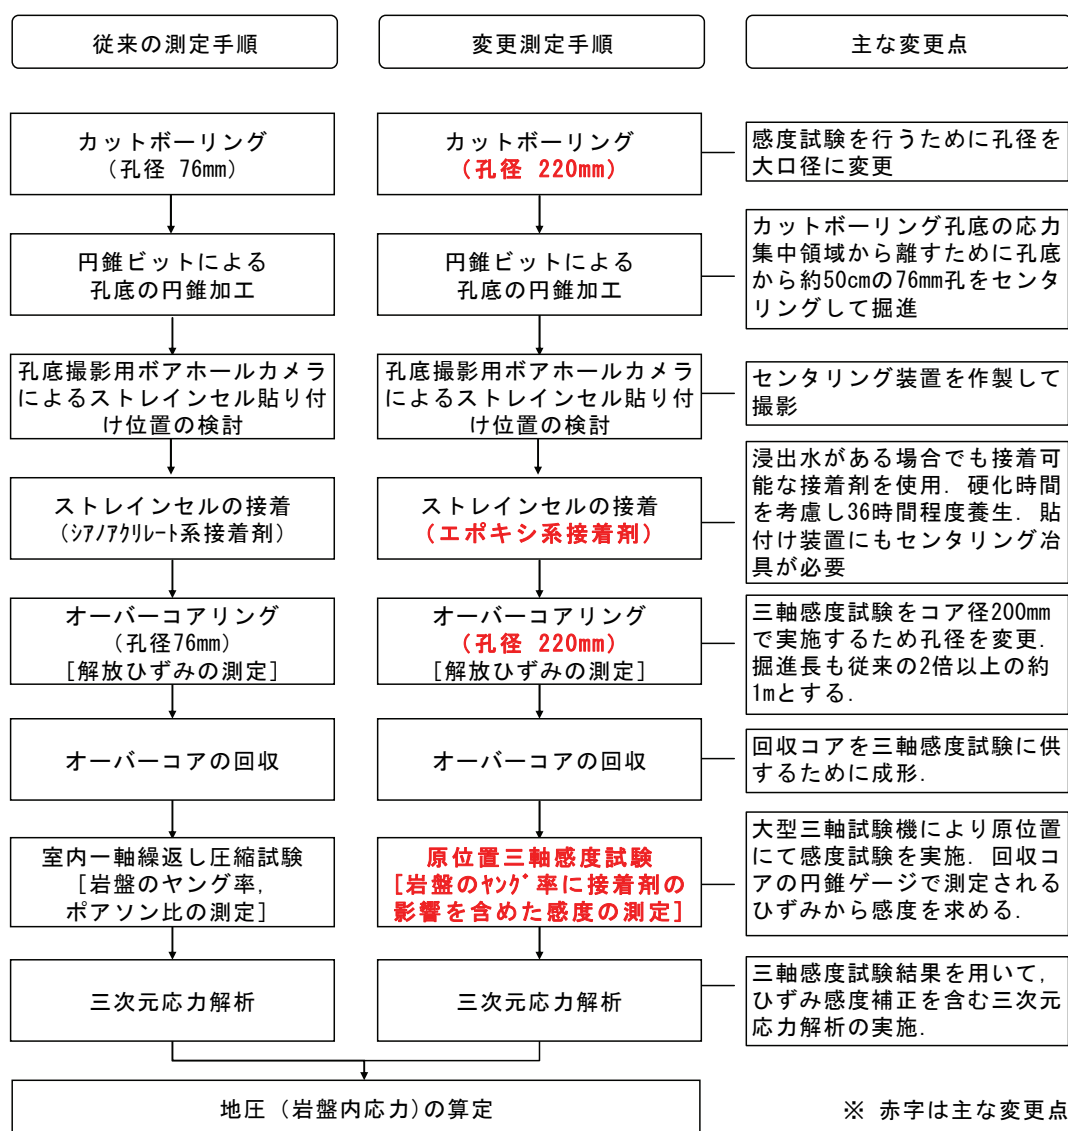 従来の測定手順
変更測定手順
主な変更点
カットボーリング
(孔径 76mm)
カットボーリング
(孔径 220mm)
感度試験を行うために孔径を
大口径に変更
円錐ビットによる
孔底の円錐加工
円錐ビットによる
孔底の円錐加工
カットボーリング孔底の応力
集中領域から離すために孔底
から約50cmの76mm孔をセンタ
リングして掘進
孔底撮影用ボアホールカメラ
によるストレインセル貼り付
け位置の検討
孔底撮影用ボアホールカメラ
によるストレインセル貼り付
け位置の検討
センタリング装置を作製して
撮影
ストレインセルの接着
(ｼｱﾉｱｸﾘﾚｰﾄ系接着剤)
ストレインセルの接着
(エポキシ系接着剤)
浸出水がある場合でも接着可
能な接着剤を使用．硬化時間
を考慮し36時間程度養生．貼
付け装置にもセンタリング冶
具が必要
オーバーコアリング
(孔径76mm)
[解放ひずみの測定]
オーバーコアリング
(孔径 220mm)
[解放ひずみの測定]
三軸感度試験をコア径200mm
で実施するため孔径を変更．
掘進長も従来の2倍以上の約
1mとする．
オーバーコアの回収
オーバーコアの回収
回収コアを三軸感度試験に供
するために成形．
室内一軸繰返し圧縮試験
[岩盤のヤング率，
ポアソン比の測定]
原位置三軸感度試験
[岩盤のﾔﾝｸﾞ率に接着剤の
影響を含めた感度の測定]
大型三軸試験機により原位置
にて感度試験を実施．回収コ
アの円錐ゲージで測定される
ひずみから感度を求める．
三次元応力解析
三次元応力解析
三軸感度試験結果を用いて，
ひずみ感度補正を含む三次元
応力解析の実施．
地圧 (岩盤内応力)の算定
※ 赤字は主な変更点